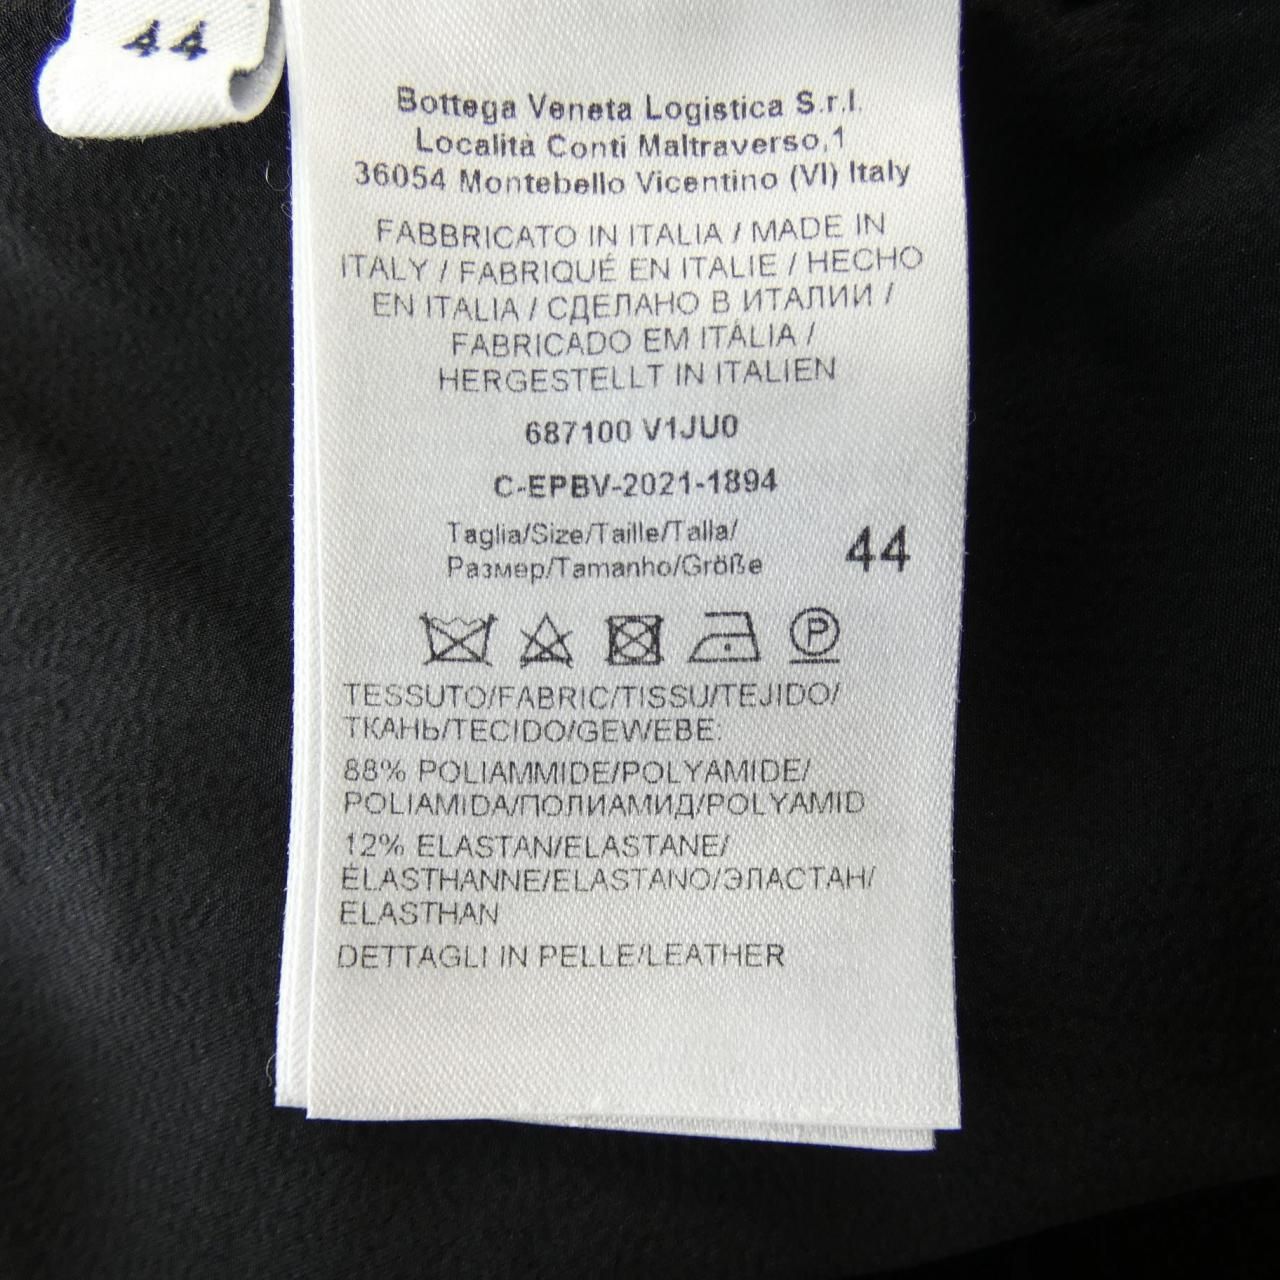 44
Bottega Veneta Logistica S.r.l.
Località Conti Maltraverso,1
36054 Montebello Vicentino (VI) Italy
FABBRICATO IN ITALIA / MADE IN
ITALY / FABRIQUÉ EN ITALIE / HECHO
EN ITALIA / СДЕЛАНО В ИТАЛИИ /
FABRICADO EM ITÁLIA /
HERGESTELLT IN ITALIEN
687100 V1JU0
C-EPBV-2021-1894
Taglia/Size/Taille/Talla/
Размер/Tamanho/Größe
44
P
TESSUTO/FABRIC/TISSU/TEJIDO/
ТКАНЬ/TECIDO/GEWEBE:
88% POLIAMMIDE/POLYAMIDE/
POLIAMIDA/ПОЛИАМИД/POLYAMID
12% ELASTAN/ELASTANE/
ÉLASTHANNE/ELASTANO/ЭЛАСТАН/
ELASTHAN
DETTAGLI IN PELLE/LEATHER